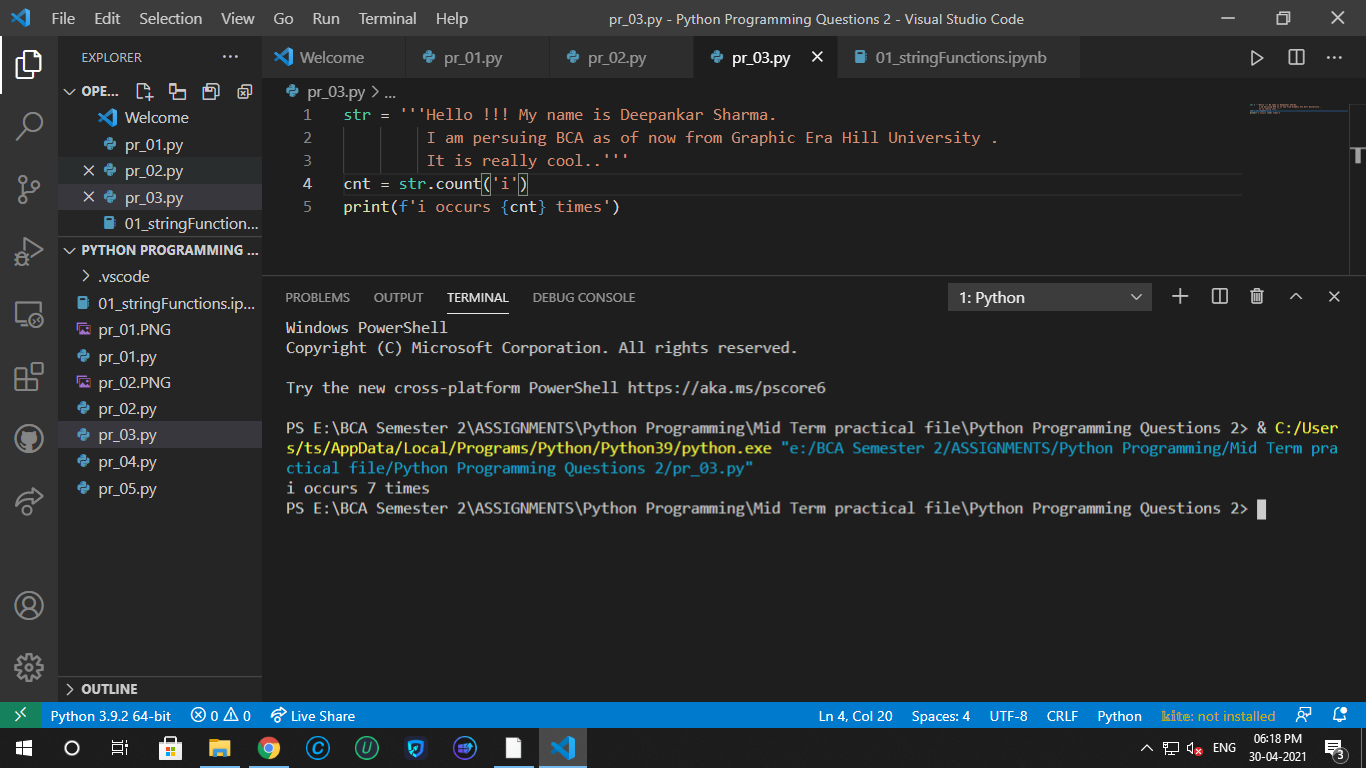 File Edit Selection View Go Run Terminal Help pr_03.py - Python Programming Questions 2 - Visual Studio Code
EXPLORER
OPE...
Welcome
pr_01.py
pr_02.py
pr_03.py
01_stringFunction...
PYTHON PROGRAMMING ...
.vscode
01_stringFunctions.ip...
pr_01.PNG
pr_01.py
pr_02.PNG
pr_02.py
pr_03.py
pr_04.py
pr_05.py
OUTLINE
Welcome pr_01.py pr_02.py pr_03.py 01_stringFunctions.ipynb
pr_03.py > ...
1 str = '''Hello !!! My name is Deepankar Sharma.
2 I am persuing BCA as of now from Graphic Era Hill University .
3 It is really cool..'''
4 cnt = str.count('i')
5 print(f'i occurs {cnt} times')
PROBLEMS OUTPUT TERMINAL DEBUG CONSOLE 1: Python
Windows PowerShell
Copyright (C) Microsoft Corporation. All rights reserved.
Try the new cross-platform PowerShell https://aka.ms/pscore6
PS E:\BCA Semester 2\ASSIGNMENTS\Python Programming\Mid Term practical file\Python Programming Questions 2> & C:/User
s/ts/AppData/Local/Programs/Python/Python39/python.exe "e:/BCA Semester 2/ASSIGNMENTS/Python Programming/Mid Term pra
ctical file/Python Programming Questions 2/pr_03.py"
i occurs 7 times
PS E:\BCA Semester 2\ASSIGNMENTS\Python Programming\Mid Term practical file\Python Programming Questions 2>
Python 3.9.2 64-bit 0 0 Live Share Ln 4, Col 20 Spaces: 4 UTF-8 CRLF Python kite: not installed
ENG 06:18 PM
30-04-2021 3